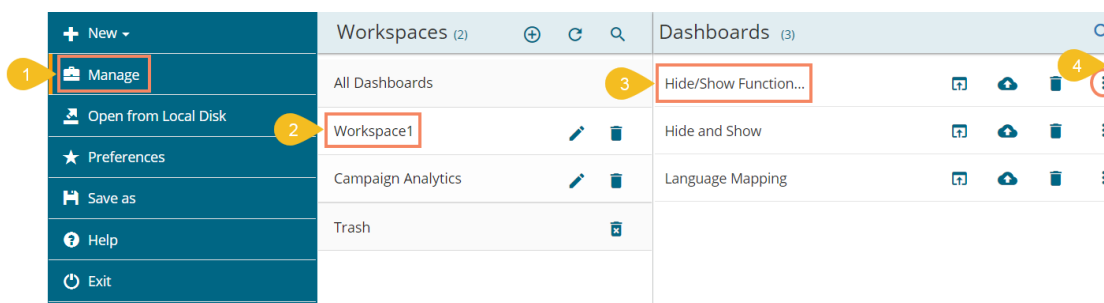 New
1
Manage
Open from Local Disk
Preferences
Save as
Help
Exit
Workspaces (2)
All Dashboards
2
Workspace1
Campaign Analytics
Trash
Dashboards (3)
3
Hide/Show Function...
4
Hide and Show
Language Mapping